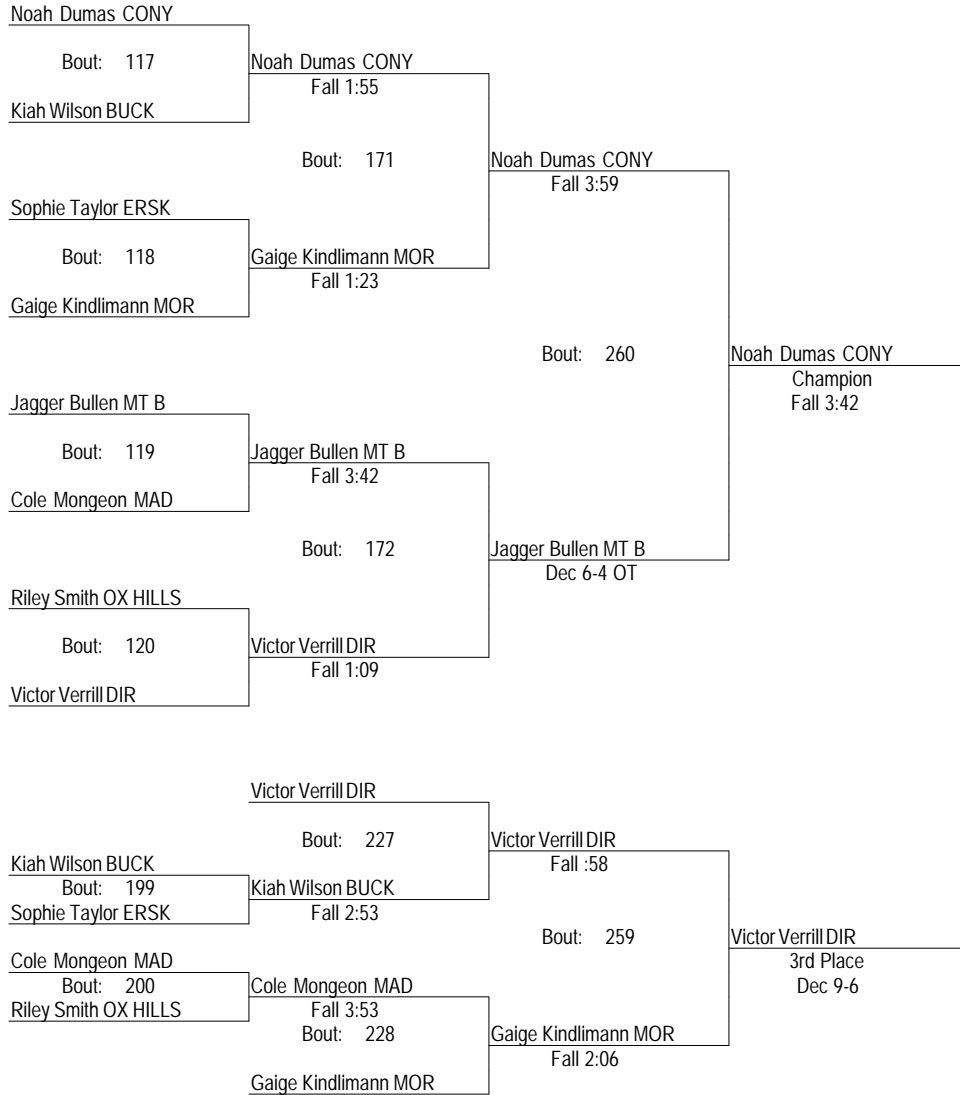 Noah Dumas CONY
Bout: 117
Noah Dumas CONY
Fall 1:55
Kiah Wilson BUCK
Bout: 171
Noah Dumas CONY
Fall 3:59
Sophie Taylor ERSK
Bout: 118
Gaige Kindlimann MOR
Fall 1:23
Gaige Kindlimann MOR
Bout: 260
Noah Dumas CONY
Champion
Fall 3:42
Jagger Bullen MT B
Bout: 119
Jagger Bullen MT B
Fall 3:42
Cole Mongeon MAD
Bout: 172
Jagger Bullen MT B
Dec 6-4 OT
Riley Smith OX HILLS
Bout: 120
Victor Verrill DIR
Fall 1:09
Victor Verrill DIR
Victor Verrill DIR
Bout: 227
Victor Verrill DIR
Fall :58
Kiah Wilson BUCK
Bout: 199
Kiah Wilson BUCK
Sophie Taylor ERSK
Fall 2:53
Bout: 259
Victor Verrill DIR
3rd Place
Dec 9-6
Cole Mongeon MAD
Bout: 200
Cole Mongeon MAD
Riley Smith OX HILLS
Fall 3:53
Bout: 228
Gaige Kindlimann MOR
Fall 2:06
Gaige Kindlimann MOR